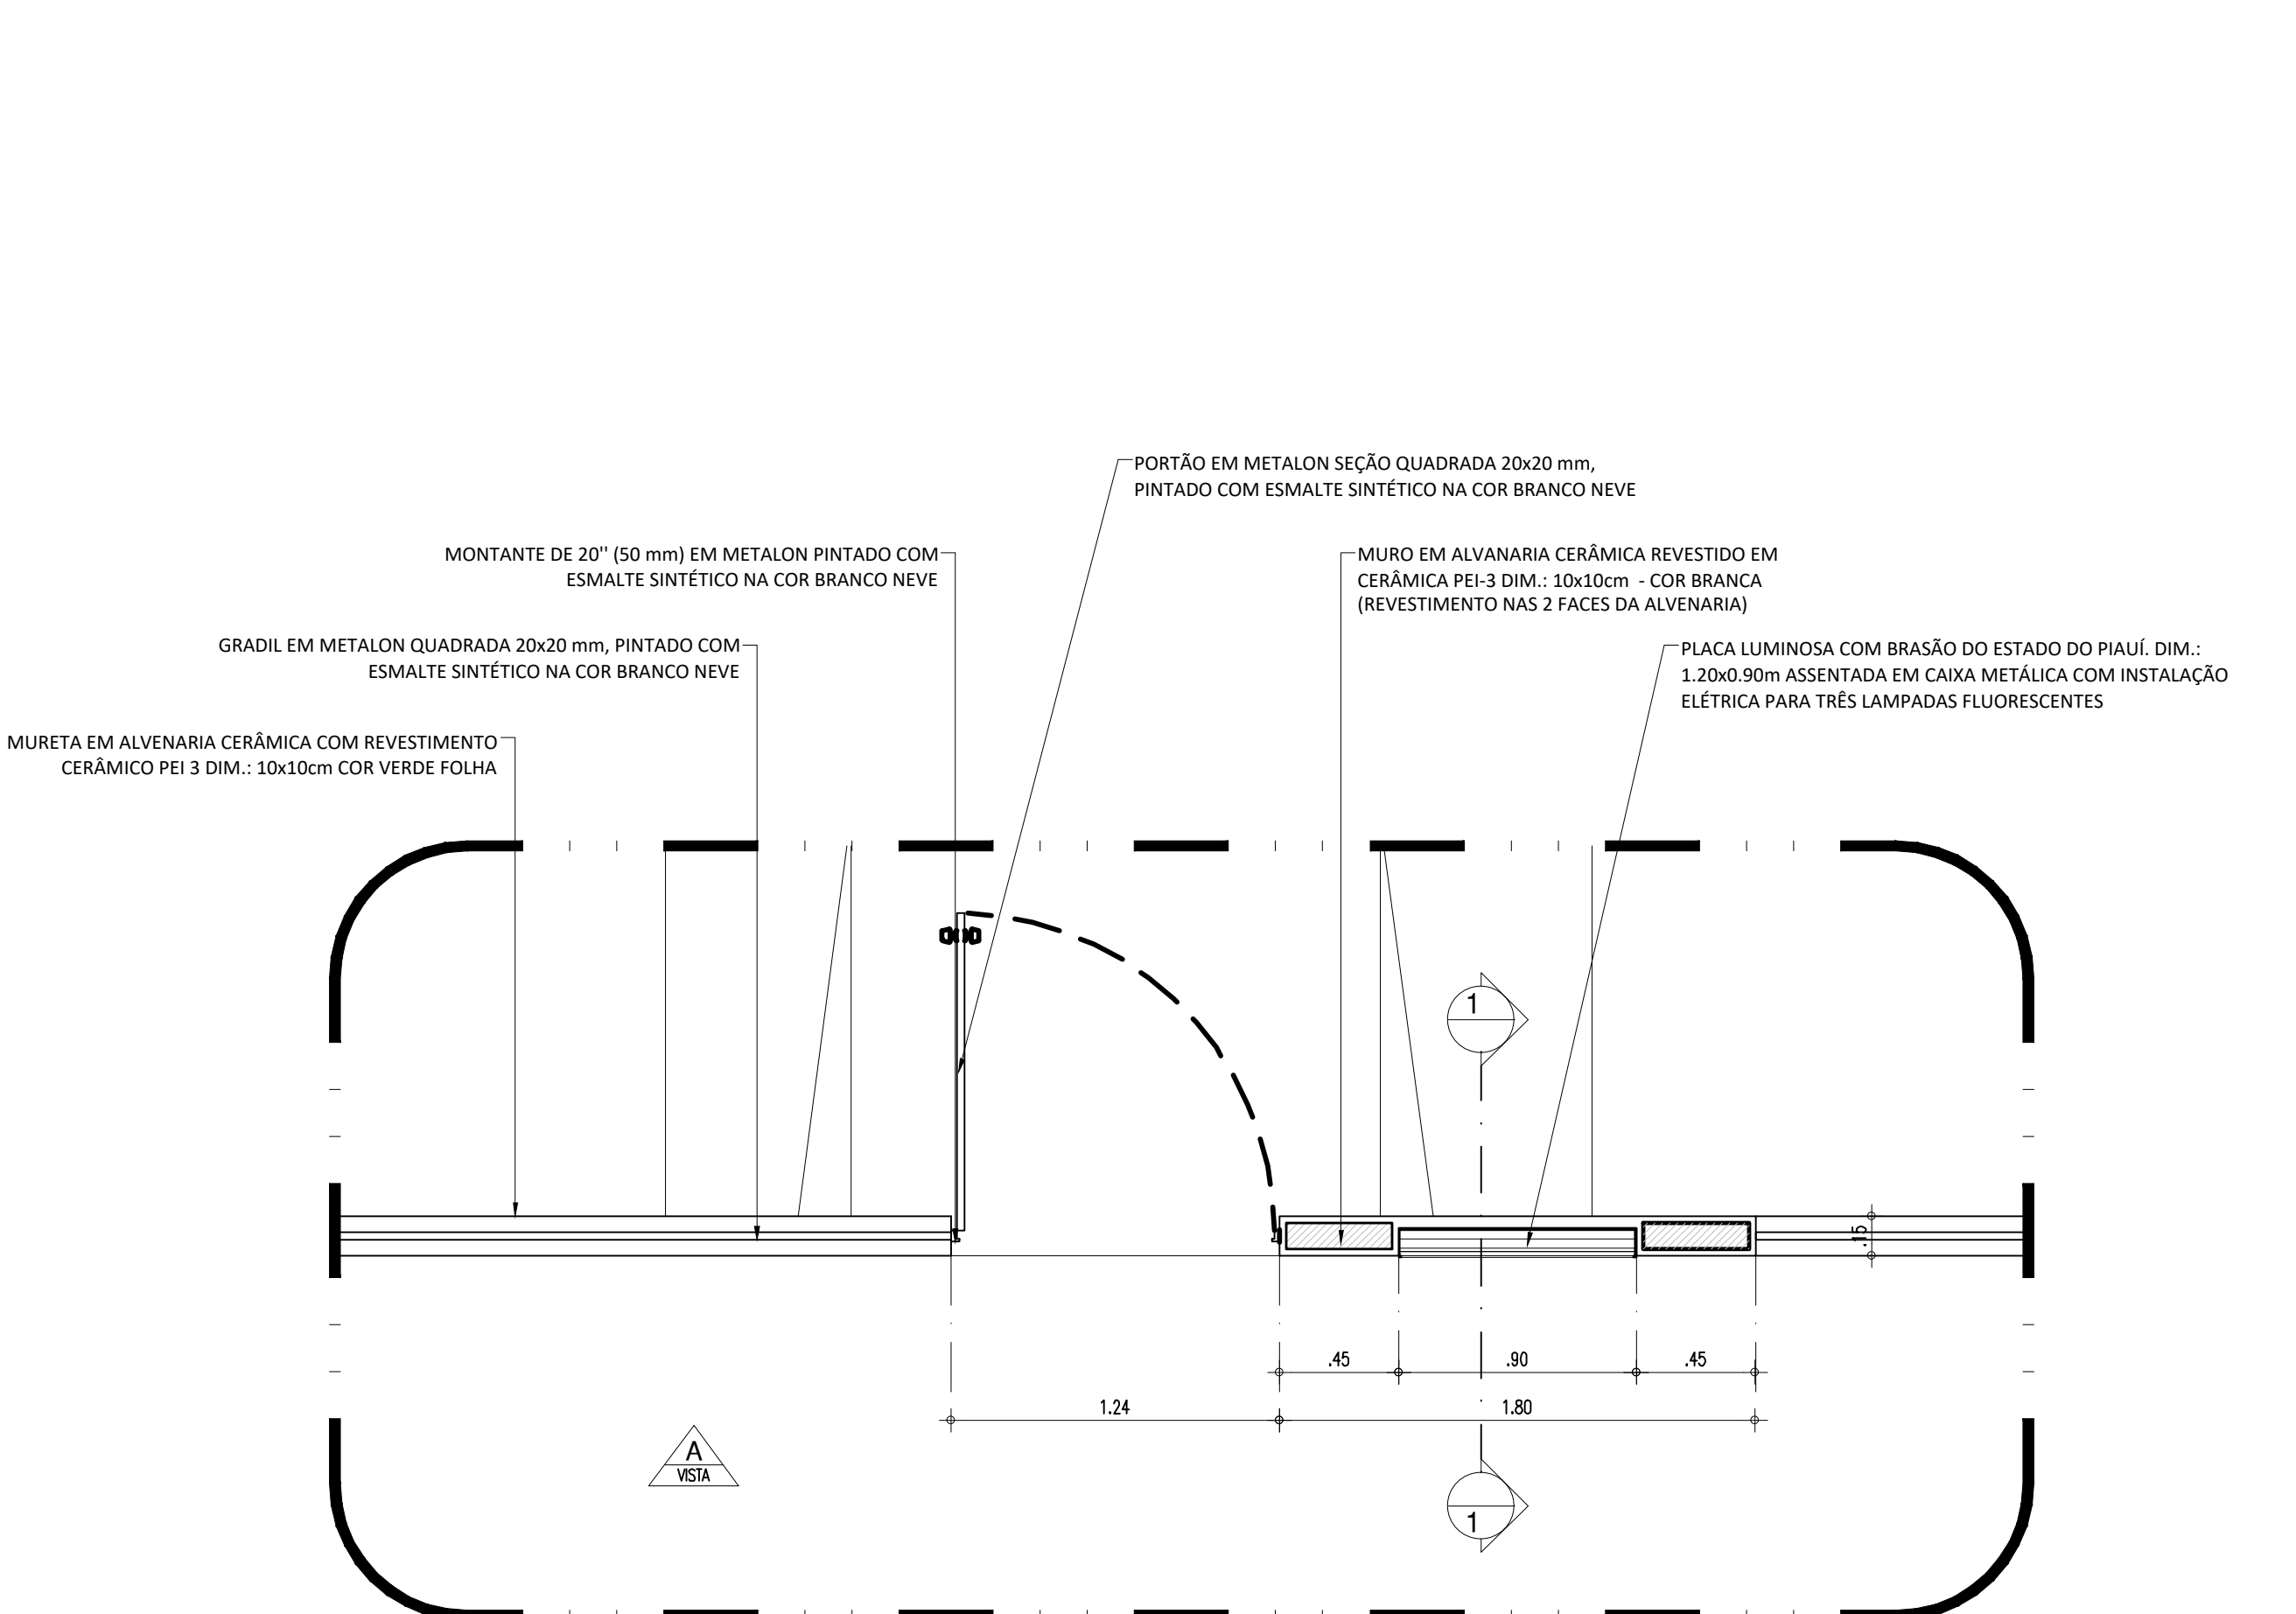 PORTÃO EM METALON SEÇÃO QUADRADA 20x20 mm,
PINTADO COM ESMALTE SINTÉTICO NA COR BRANCO NEVE
MONTANTE DE 20'' (50 mm) EM METALON PINTADO COM
ESMALTE SINTÉTICO NA COR BRANCO NEVE
MURO EM ALVANARIA CERÂMICA REVESTIDO EM
CERÂMICA PEI-3 DIM.: 10x10cm - COR BRANCA
(REVESTIMENTO NAS 2 FACES DA ALVENARIA)
GRADIL EM METALON QUADRADA 20x20 mm, PINTADO COM
ESMALTE SINTÉTICO NA COR BRANCO NEVE
PLACA LUMINOSA COM BRASÃO DO ESTADO DO PIAUÍ. DIM.:
1.20x0.90m ASSENTADA EM CAIXA METÁLICA COM INSTALAÇÃO
ELÉTRICA PARA TRÊS LAMPADAS FLUORESCENTES
MURETA EM ALVENARIA CERÂMICA COM REVESTIMENTO
CERÂMICO PEI 3 DIM.: 10x10cm COR VERDE FOLHA
1
.15
.45
.90
.45
1.24
1.80
A
VISTA
1